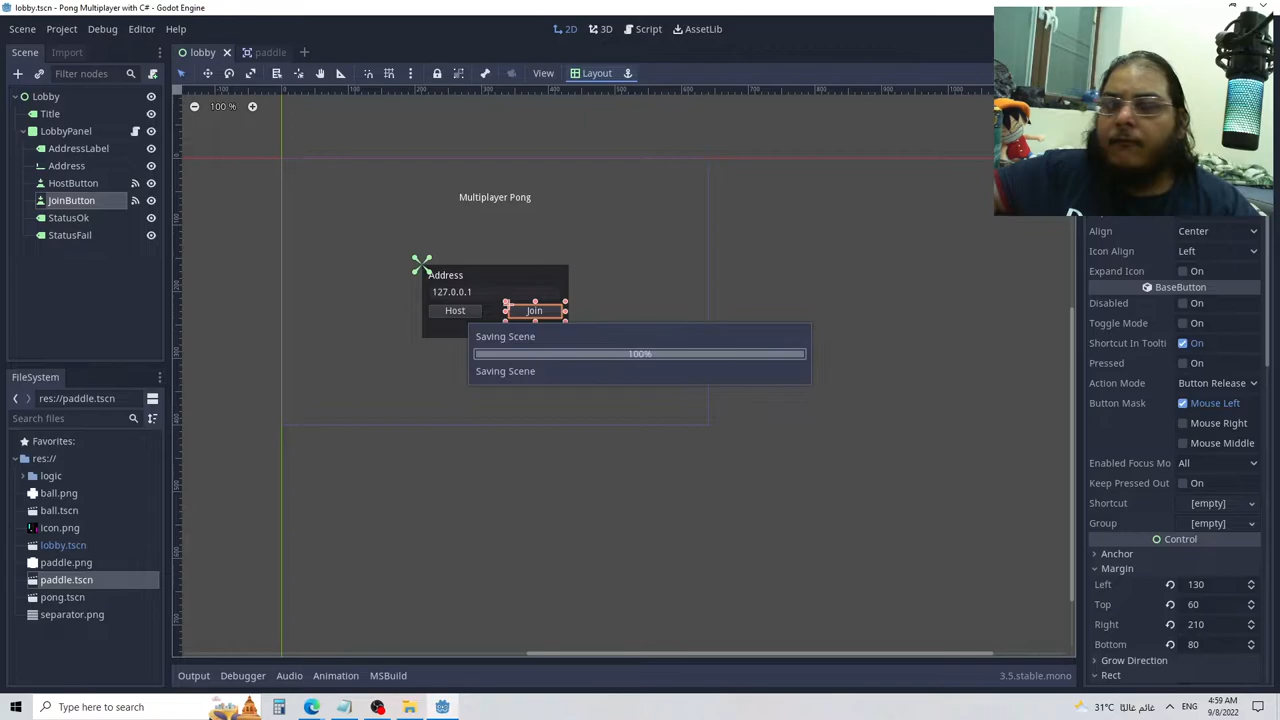 lobby.tscn - Pong Multiplayer with C# - Godot Engine
Scene Project Debug Editor Help
2D 3D Script AssetLib
Scene Import
lobby paddle
Filter nodes
View Layout
100 %
Lobby
Title
LobbyPanel
AddressLabel
Address
HostButton
JoinButton
StatusOk
StatusFail
Multiplayer Pong
Address
127.0.0.1
Host Join
Saving Scene
100%
Saving Scene
FileSystem
res://paddle.tscn
Search files
Favorites:
res://
logic
ball.png
ball.tscn
icon.png
lobby.tscn
paddle.png
paddle.tscn
pong.tscn
separator.png
Align Center
Icon Align Left
Expand Icon On
BaseButton
Disabled On
Toggle Mode On
Shortcut In Toolti On
Pressed On
Action Mode Button Release
Button Mask Mouse Left
Mouse Right
Mouse Middle
Enabled Focus Mo All
Keep Pressed Out On
Shortcut [empty]
Group [empty]
Control
Anchor
Margin
Left 130
Top 60
Right 210
Bottom 80
Grow Direction
Rect
Output Debugger Audio Animation MSBuild 3.5.stable.mono
Type here to search
31°C غائم غالبًا ENG
4:59 AM
9/8/2022